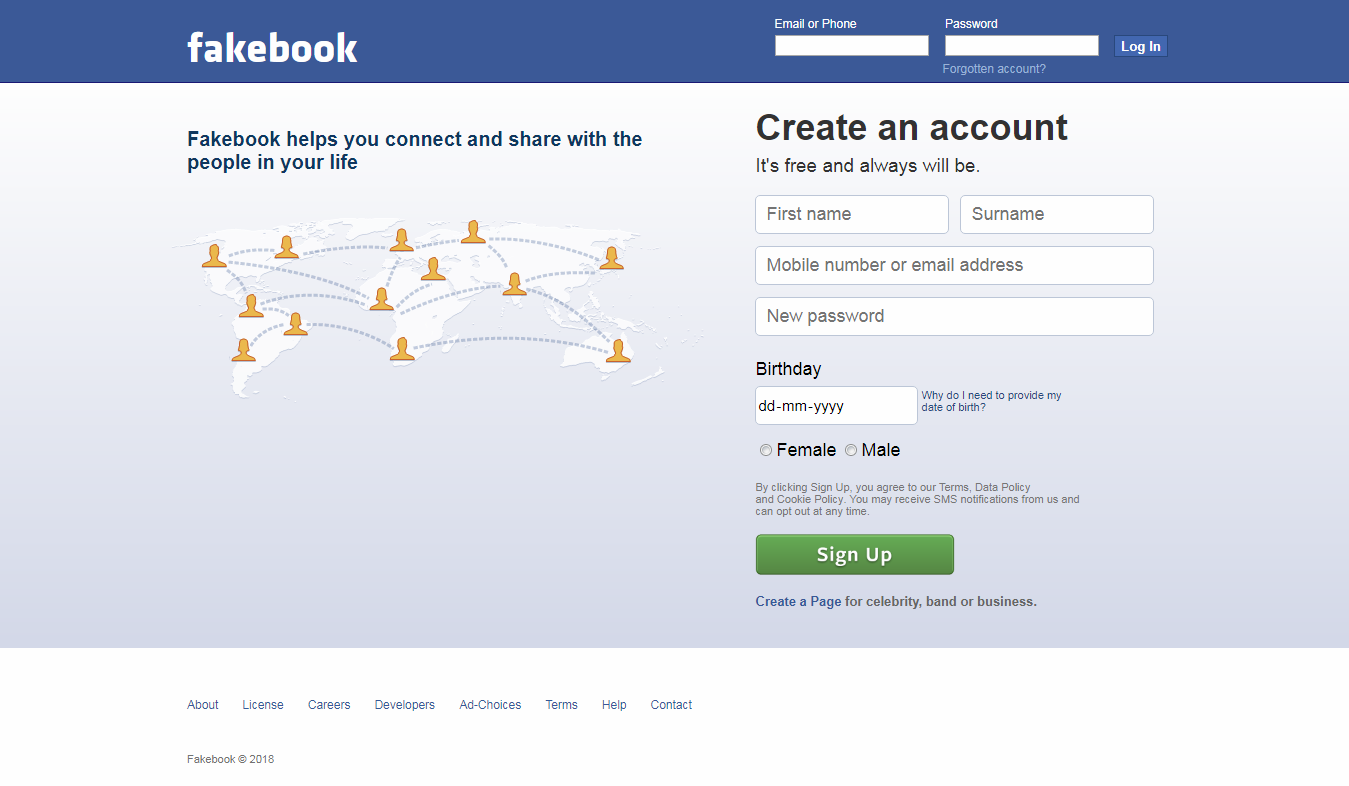 fakebook
Email or Phone
Password
Log In
Forgotten account?
Fakebook helps you connect and share with the
people in your life
Create an account
It's free and always will be.
First name
Surname
Mobile number or email address
New password
Birthday
dd-mm-yyyy
Why do I need to provide my
date of birth?
Female Male
By clicking Sign Up, you agree to our Terms, Data Policy
and Cookie Policy. You may receive SMS notifications from us and
can opt out at any time.
Sign Up
Create a Page for celebrity, band or business.
About License Careers Developers Ad-Choices Terms Help Contact
Fakebook © 2018